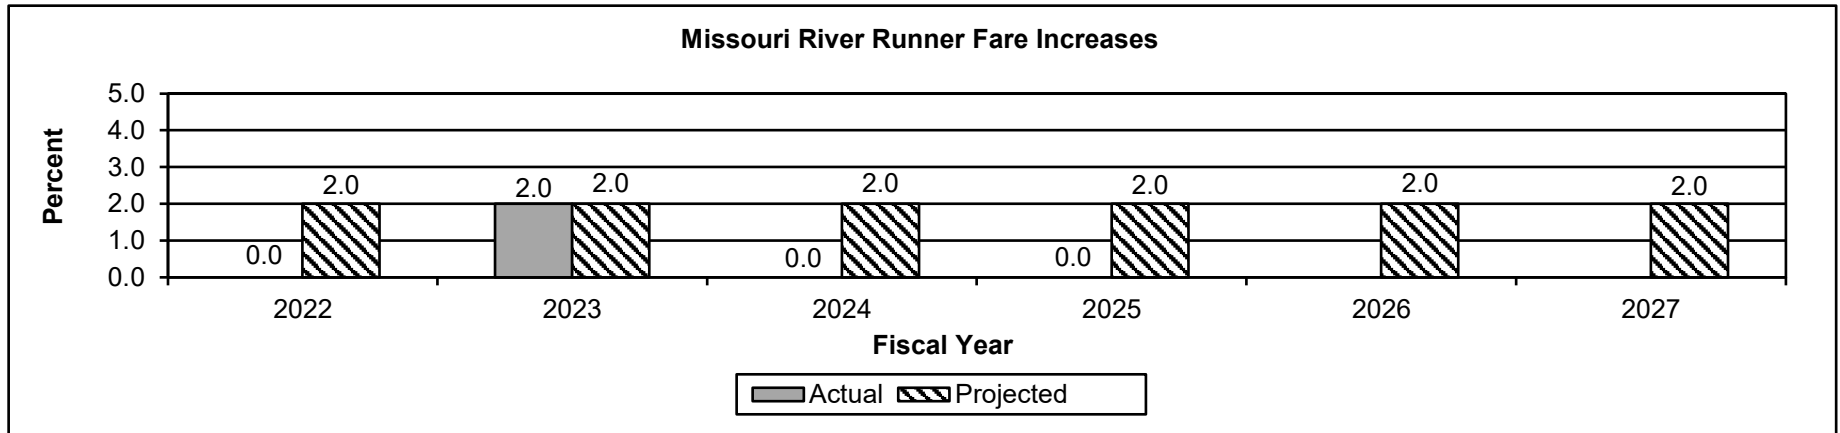 Missouri River Runner Fare Increases
Percent
5.0
4.0
3.0
2.0
1.0
0.0
0.0 2.0 2.0 2.0 0.0 2.0 0.0 2.0 2.0 2.0
2022 2023 2024 2025 2026 2027
Fiscal Year
Actual Projected